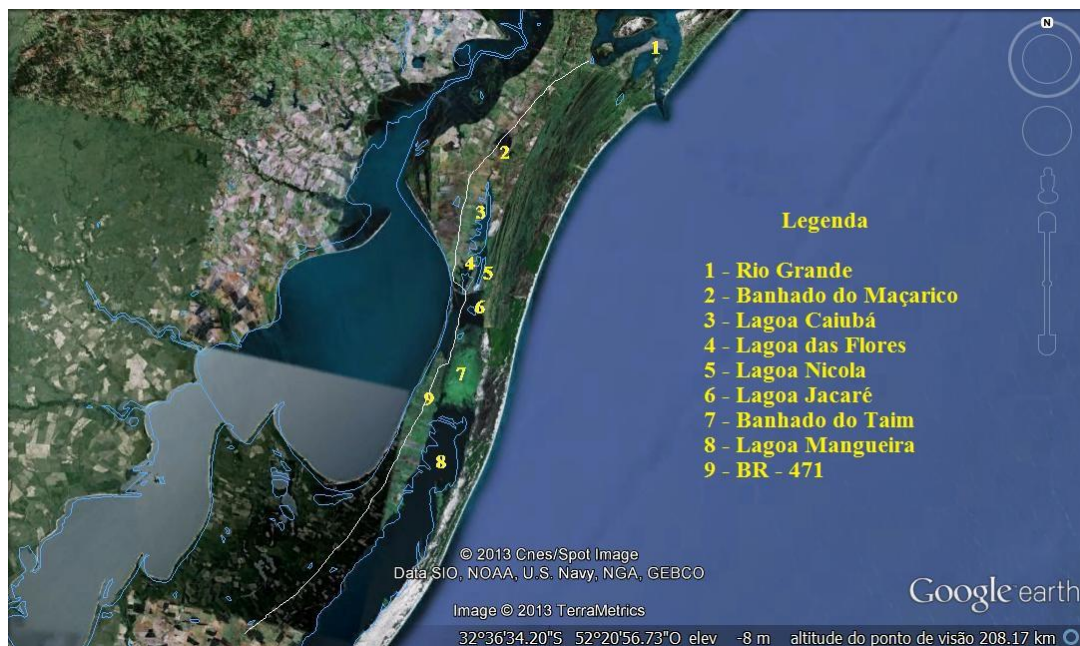 N
1
2
3
4
5
6
7
9
8
Legenda
1 - Rio Grande
2 - Banhado do Maçarico
3 - Lagoa Caiubá
4 - Lagoa das Flores
5 - Lagoa Nicola
6 - Lagoa Jacaré
7 - Banhado do Taim
8 - Lagoa Mangueira
9 - BR - 471
© 2013 Cnes/Spot Image
Data SIO, NOAA, U.S. Navy, NGA, GEBCO
Image © 2013 TerraMetrics
Google earth
32°36'34.20"S 52°20'56.73"O elev -8 m altitude do ponto de visão 208.17 km